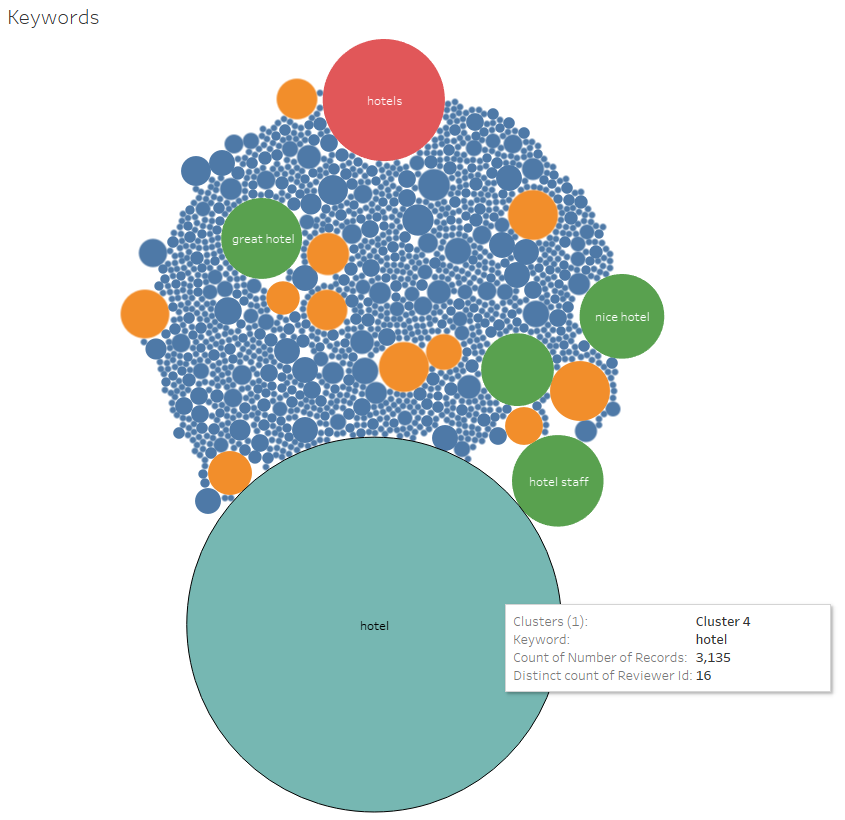 Keywords
hotels
great hotel
nice hotel
hotel staff
hotel
Clusters (1): Cluster 4
Keyword: hotel
Count of Number of Records: 3,135
Distinct count of Reviewer Id: 16